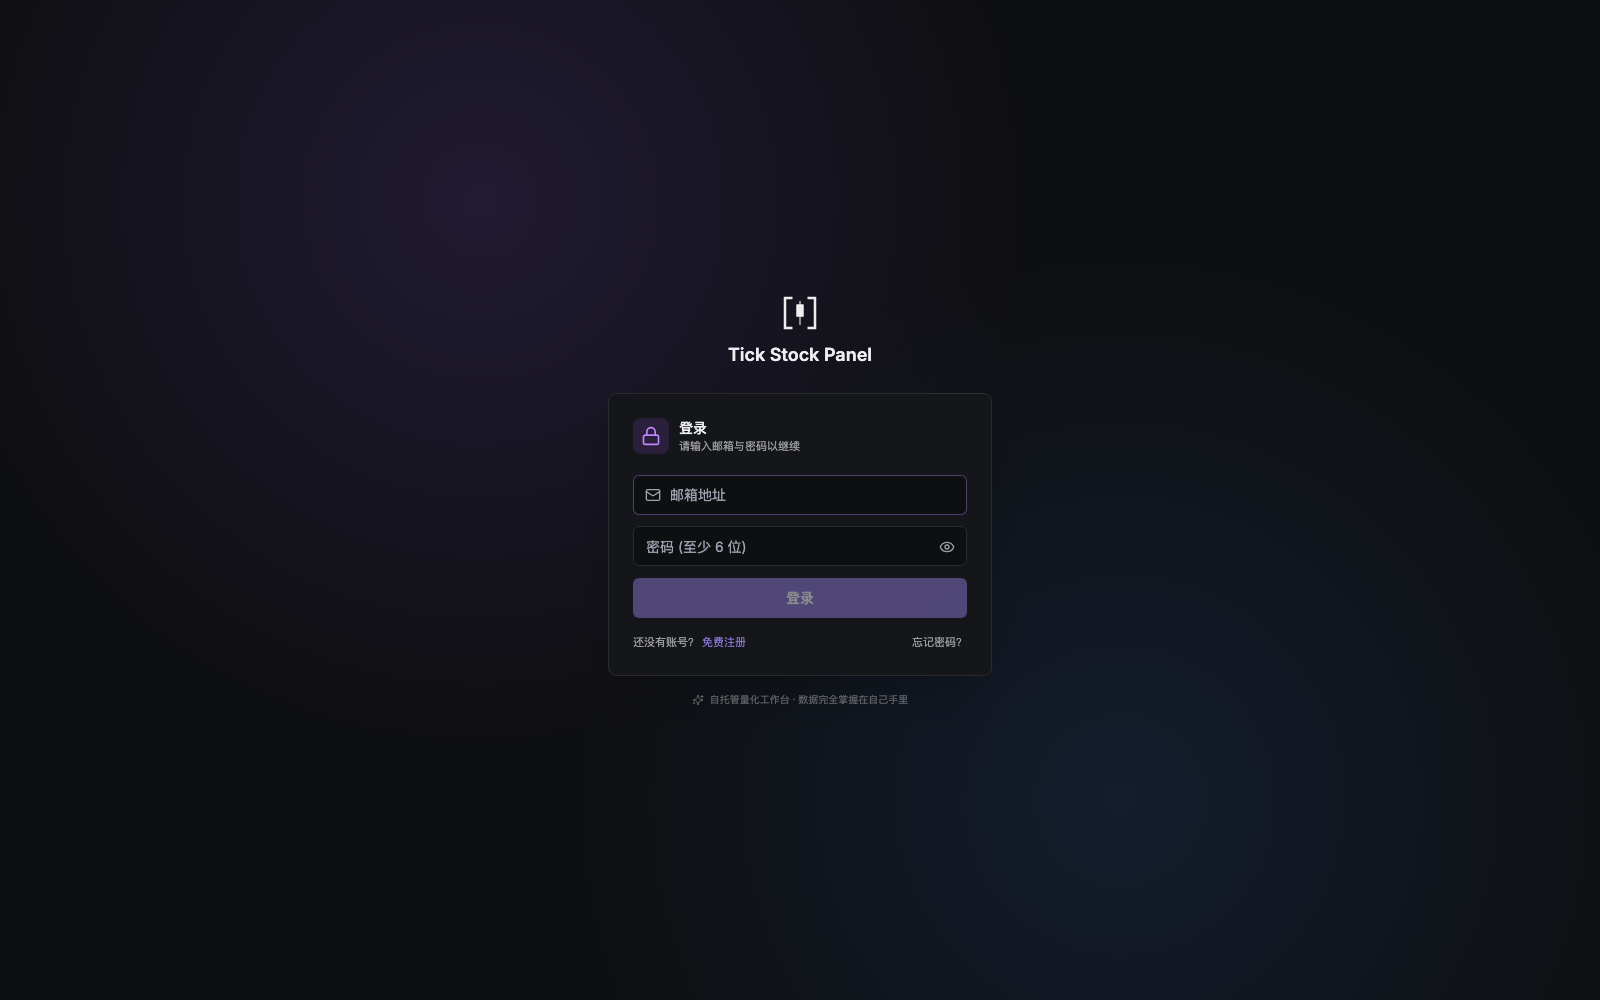 Tick Stock Panel
登录
请输入邮箱与密码以继续
邮箱地址
密码 (至少 6 位)
登录
还没有账号? 免费注册 忘记密码?
自托管量化工作台 · 数据完全掌握在自己手里